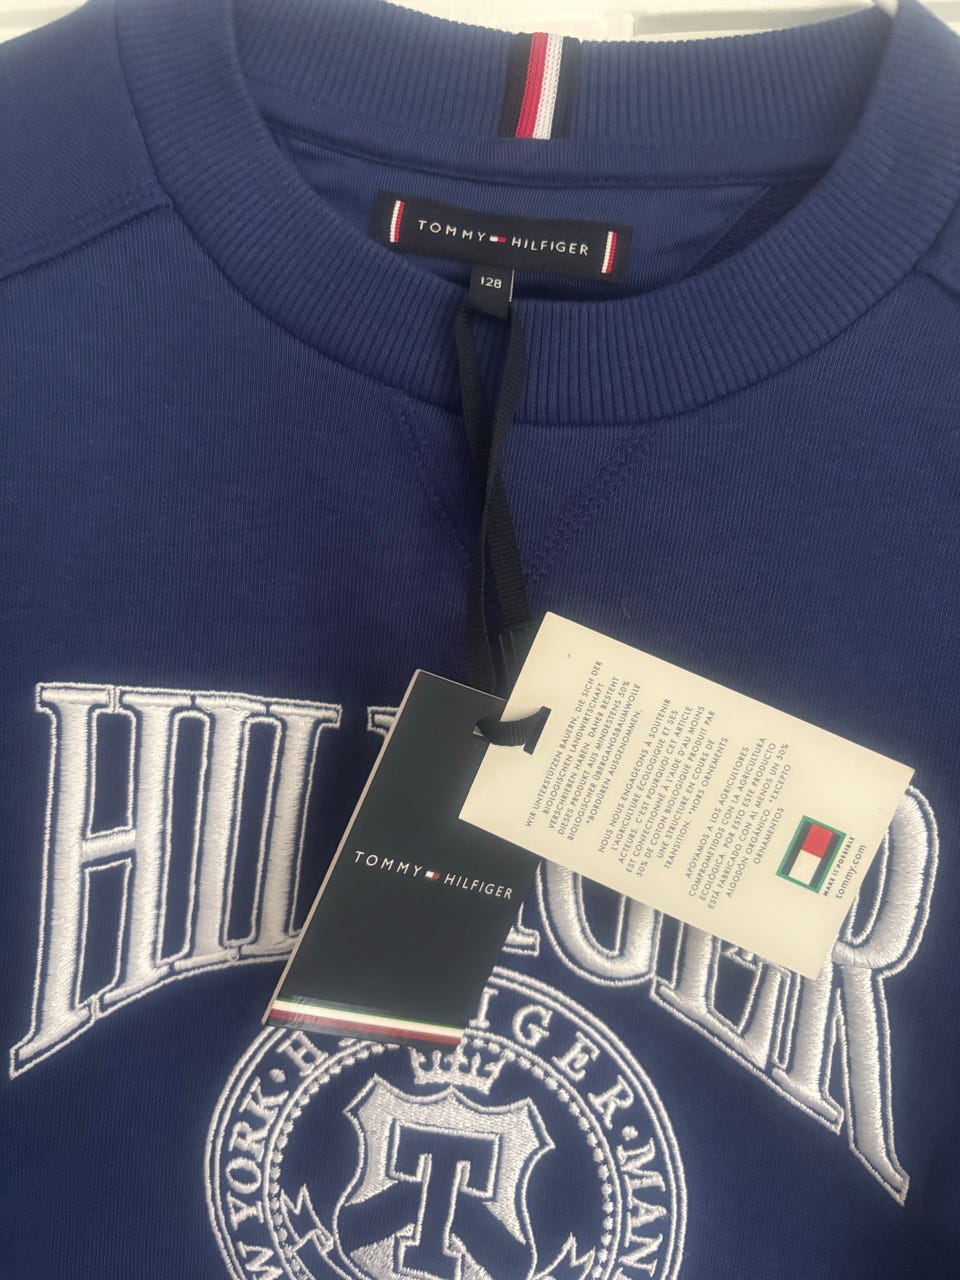 TOMMY HILFIGER
128
WIR UNTERSTÜTZEN BAUERN, DIE SICH DER
BIOLOGISCHEN LANDWIRTSCHAFT
VERSCHRIEBEN HABEN. DAHER BESTEHT
DIESES PRODUKT AUS MINDESTENS 50%
BIOLOGISCHER ÜBERGANGSBAUMWOLLE
*BORDÜREN AUSGENOMMEN.
NOUS NOUS ENGAGEONS À SOUTENIR
L'AGRICULTURE ÉCOLOGIQUE ET SES
ACTEURS. C'EST POURQUOI CET ARTICLE
EST CONFECTIONNÉ À L'AIDE D'AU MOINS
50% DE COTON BIOLOGIQUE PRODUIT PAR
UNE STRUCTURE EN COURS DE
TRANSITION. *HORS ORNEMENTS
APOYAMOS A LOS AGRICULTORES
COMPROMETIDOS CON LA AGRICULTURA
ECOLÓGICA. POR ESTO ESTE PRODUCTO
ESTÁ FABRICADO CON AL MENOS UN 50%
ALGODÓN ORGÁNICO. *EXCEPTO
ORNAMENTOS
MAKE IT POSSIBLE
tommy.com
TOMMY HILFIGER
YORK
T